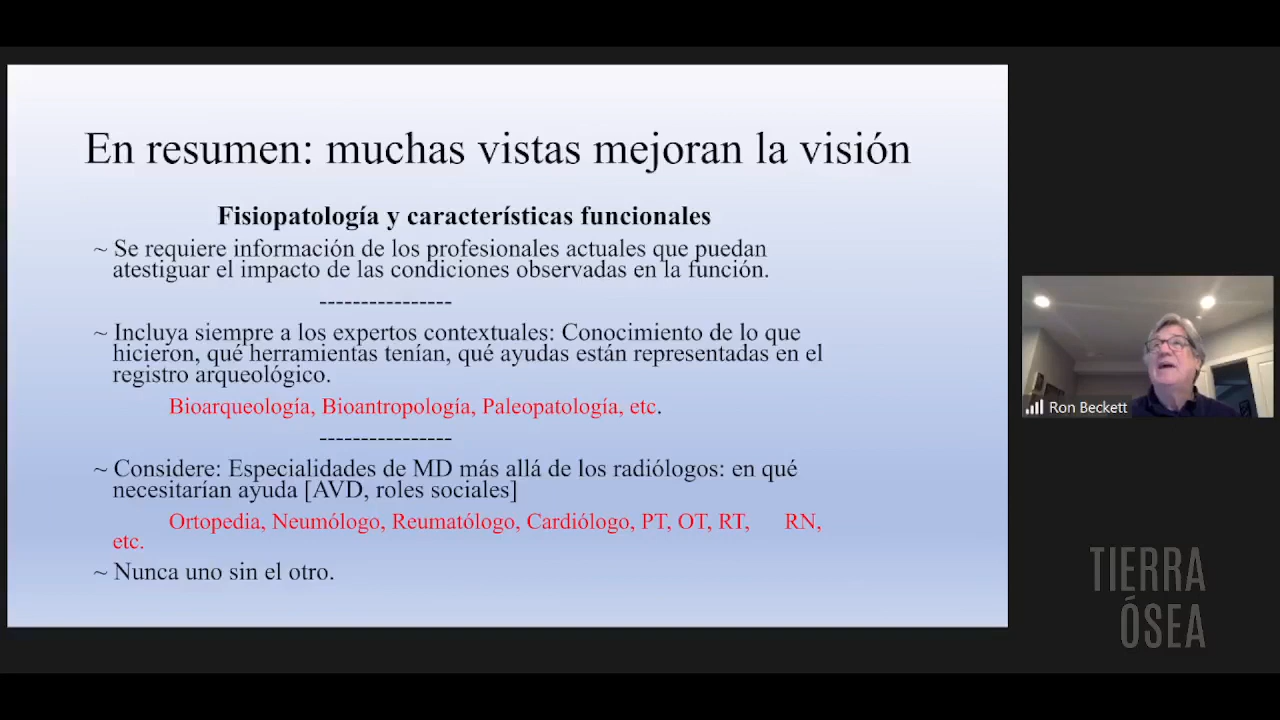 En resumen: muchas vistas mejoran la visión
Fisiopatología y características funcionales
~ Se requiere información de los profesionales actuales que puedan
atestiguar el impacto de las condiciones observadas en la función.
----------------
~ Incluya siempre a los expertos contextuales: Conocimiento de lo que
hicieron, qué herramientas tenían, qué ayudas están representadas en el
registro arqueológico.
Bioarqueología, Bioantropología, Paleopatología, etc.
----------------
~ Considere: Especialidades de MD más allá de los radiólogos: en qué
necesitarían ayuda [AVD, roles sociales]
Ortopedia, Neumólogo, Reumatólogo, Cardiólogo, PT, OT, RT, RN,
etc.
~ Nunca uno sin el otro.
Ron Beckett
TIERRA
ÓSEA